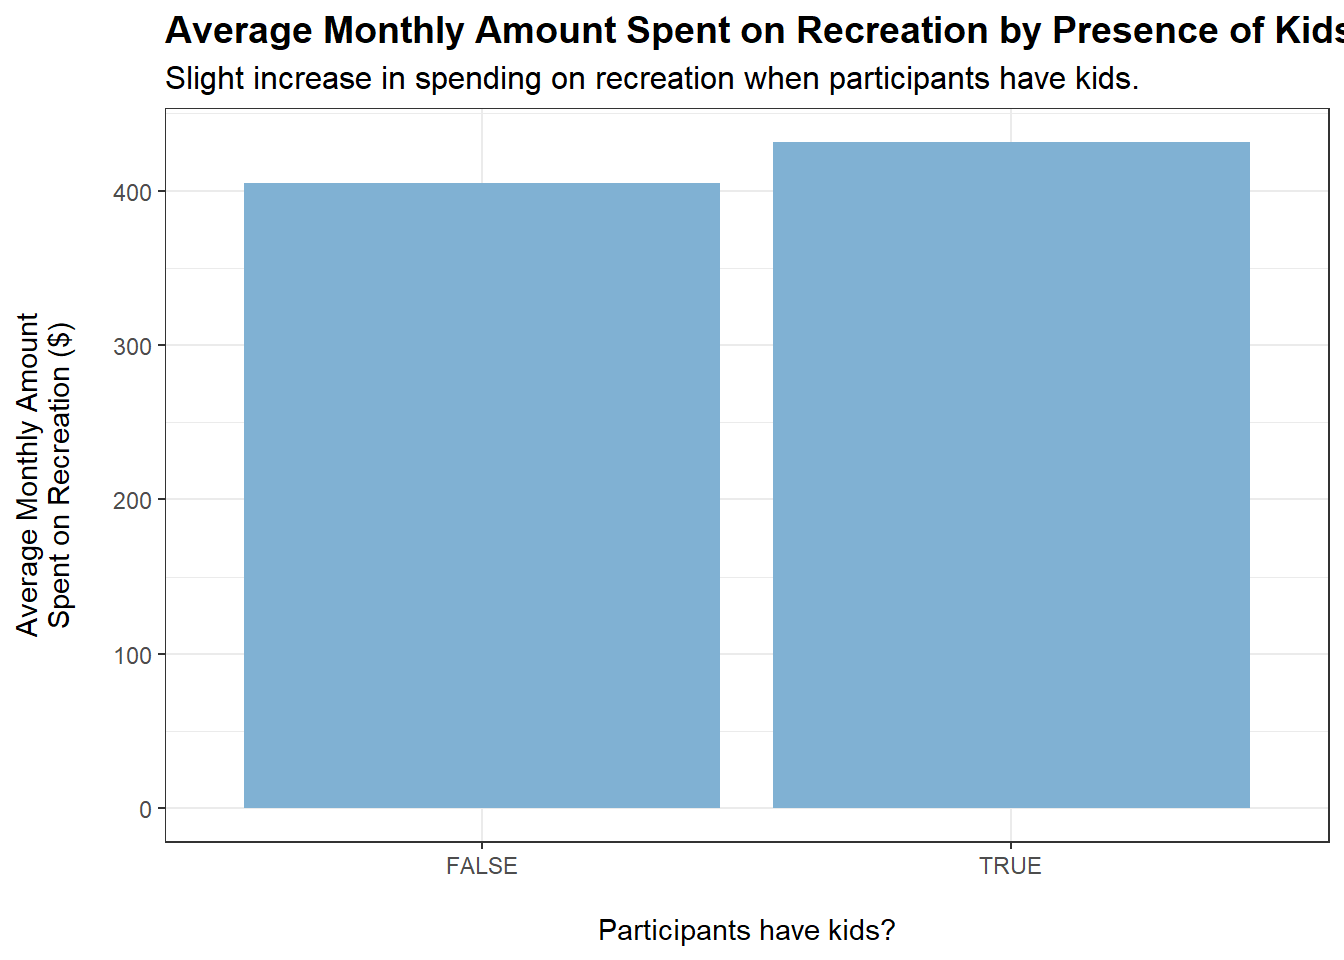 Average Monthly Amount Spent on Recreation by Presence of Kids
Slight increase in spending on recreation when participants have kids.
Average Monthly Amount
Spent on Recreation ($)
400
300
200
100
0
FALSE
TRUE
Participants have kids?